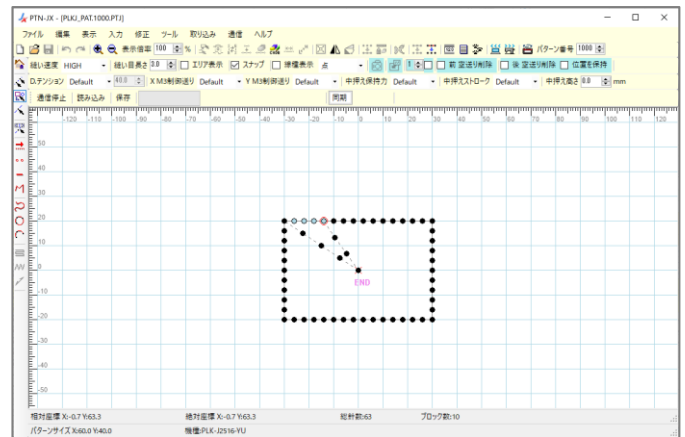 PTN-JX - [PLKJ_PAT.1000.PTJ]
ファイル 編集 表示 入力 修正 ツール 取り込み 通信 ヘルプ
表示倍率 100 % パターン番号 1000
縫い速度 HIGH 縫い目長さ 3.0 エリア表示 スナップ 線種表示 点 1 前 空送り削除 後 空送り削除 位置を保持
D.テンション Default 40.0 X M3制御送り Default Y M3制御送り Default 中押え保持力 Default 中押えストローク Default 中押え高さ 0.0 mm
通信停止 読み込み 保存 同期
-120 -110 -100 -90 -80 -70 -60 -50 -40 -30 -20 -10 0 10 20 30 40 50 60 70 80 90 100 110 120
50
40
30
20
10
0
END
-10
-20
-30
-40
-50
相対座標 X:-0.7 Y:63.3 絶対座標 X:-0.7 Y:63.3 総針数:63 ブロック数:10
パターンサイズ X:60.0 Y:40.0 機種:PLK-J2516-YU